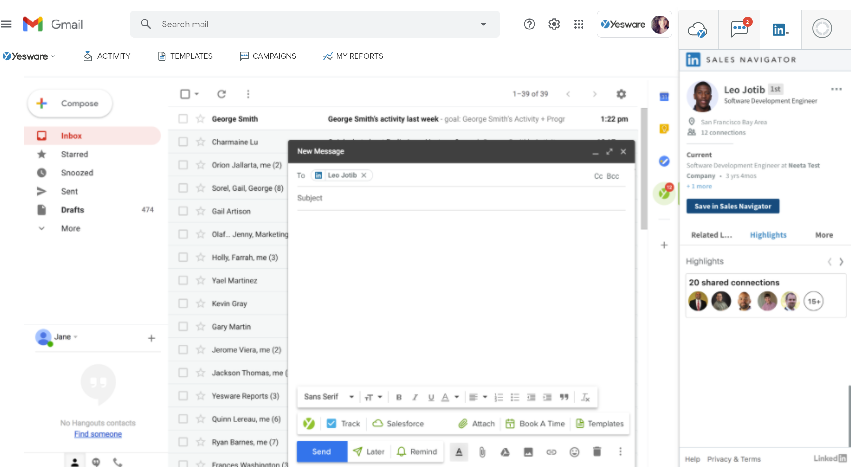 Gmail
Search mail
Yesware
2
in
Yesware
ACTIVITY
TEMPLATES
CAMPAIGNS
MY REPORTS
Compose
Inbox
Starred
Snoozed
Sent
Drafts 474
More
Jane
No Hangouts contacts
Find someone
1–39 of 39
George Smith George Smith's activity last week - goal: George Smith's Activity + Progr 1:22 pm
Charmaine Lu
Orion Jallarta, me (2)
Sorel, Gail, George (8)
Gail Artison
Olaf... Jenny, Marketing
Holly, Farrah, me (3)
Yael Martinez
Kevin Gray
Gary Martin
Jerome Viera, me (2)
Jackson Thomas, me (
Yesware Reports (3)
Quinn Lereau, me (6)
Ryan Barnes, me (7)
Frances Washington (3)
New Message
To in Leo Jotib Cc Bcc
Subject
Sans Serif
B I U A
Track
Salesforce
Attach
Book A Time
Templates
Send
Later
Remind
A
in SALES NAVIGATOR
Leo Jotib 1st
Software Development Engineer
San Francisco Bay Area
12 connections
Current
Software Development Engineer at Neeta Test
Company • 3 yrs 4mos
+ 1 more
Save in Sales Navigator
Related L... Highlights More
Highlights
20 shared connections
15+
Help Privacy & Terms LinkedIn